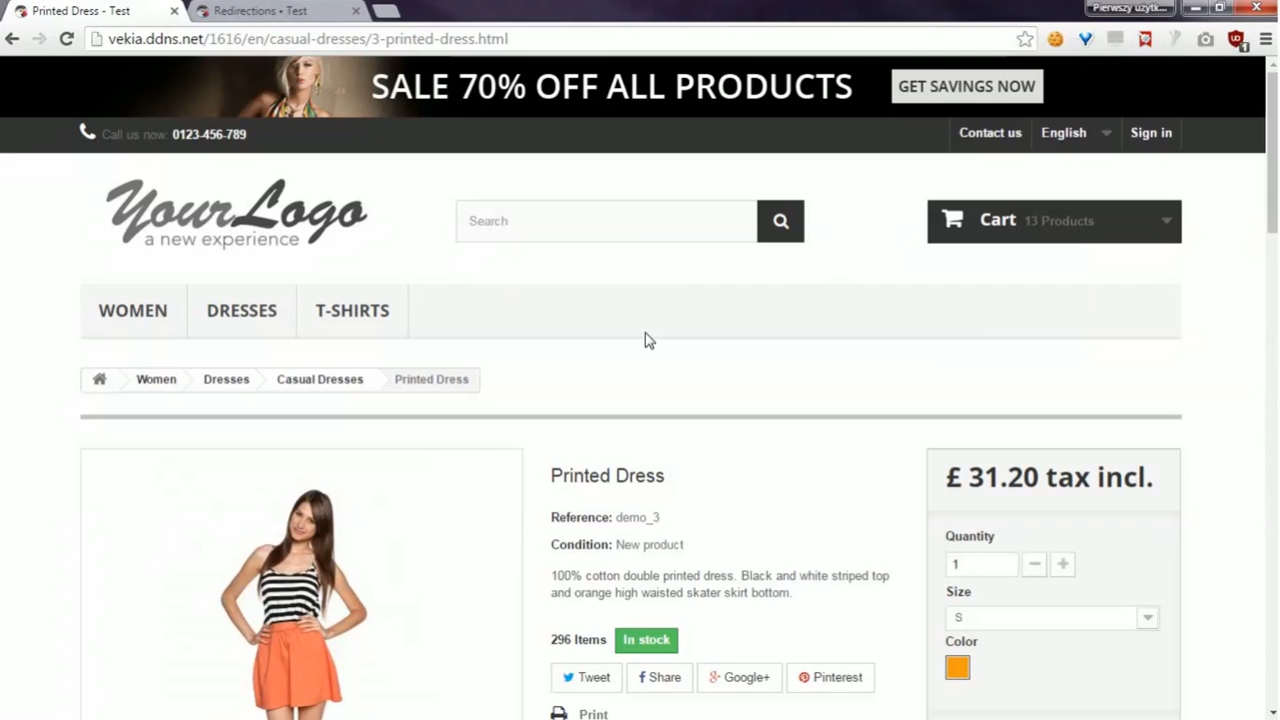 Printed Dress - Test
Redirections • Test
Pierwszy użytk...
vekia.ddns.net/1616/en/casual-dresses/3-printed-dress.html
1
SALE 70% OFF ALL PRODUCTS
GET SAVINGS NOW
Call us now: 0123-456-789
Contact us
English
Sign in
YourLogo
a new experience
Search
Cart 13 Products
WOMEN
DRESSES
T-SHIRTS
Women
Dresses
Casual Dresses
Printed Dress
Printed Dress
Reference: demo_3
Condition: New product
100% cotton double printed dress. Black and white striped top
and orange high waisted skater skirt bottom.
296 Items
In stock
Tweet
Share
Google+
Pinterest
Print
£ 31.20 tax incl.
Quantity
1
Size
S
Color